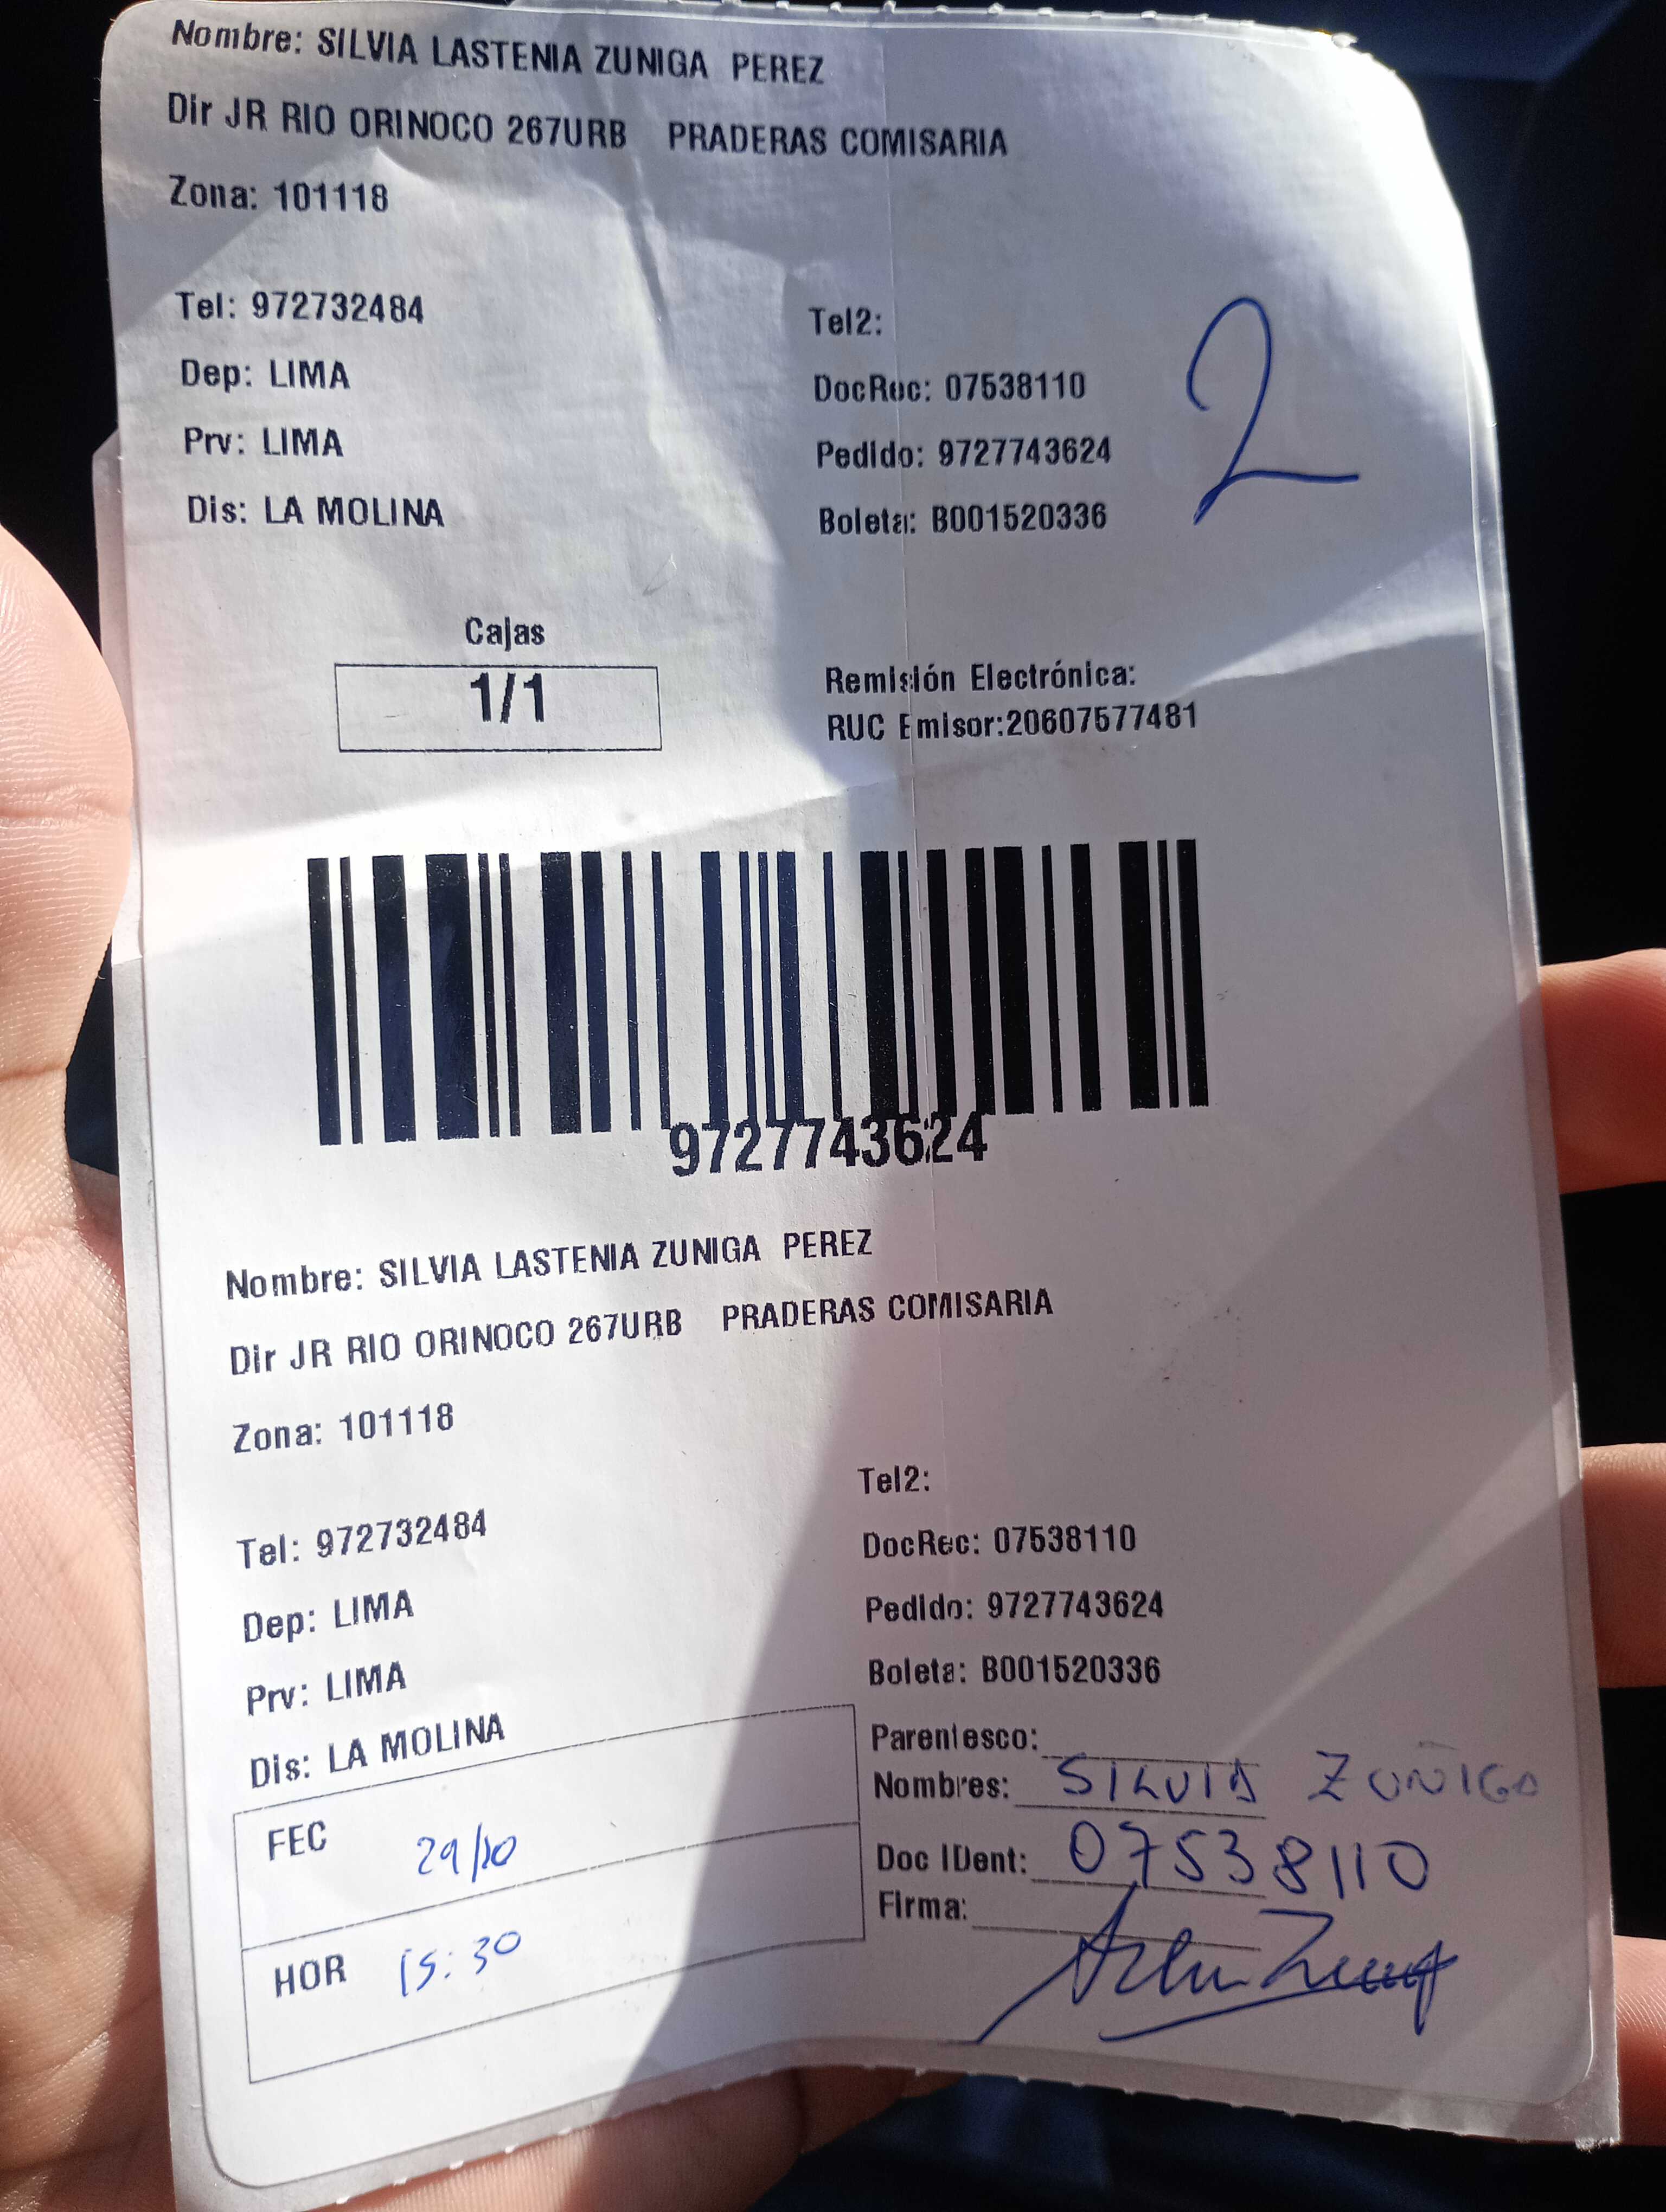 Nombre: SILVIA LASTENIA ZUNIGA PEREZ
Dir JR RIO ORINOCO 267URB PRADERAS COMISARIA
Zona: 101118
Tel: 972732484
Tel2:
2
Dep: LIMA
DocRec: 07538110
Prv: LIMA
Pedido: 9727743624
Dis: LA MOLINA
Boleta: B001520336
Cajas
1/1
Remisión Electrónica:
RUC Emisor:20607577481
9727743624
Nombre: SILVIA LASTENIA ZUNIGA PEREZ
Dir JR RIO ORINOCO 267URB PRADERAS COMISARIA
Zona: 101118
Tel2:
Tel: 972732484
DocRec: 07538110
Dep: LIMA
Pedido: 9727743624
Prv: LIMA
Boleta: B001520336
Dis: LA MOLINA
Parentesco:
Nombres: SILVIA ZUÑIGA
FEC 29/10
Doc IDent: 07538110
Firma:
HOR 15:30